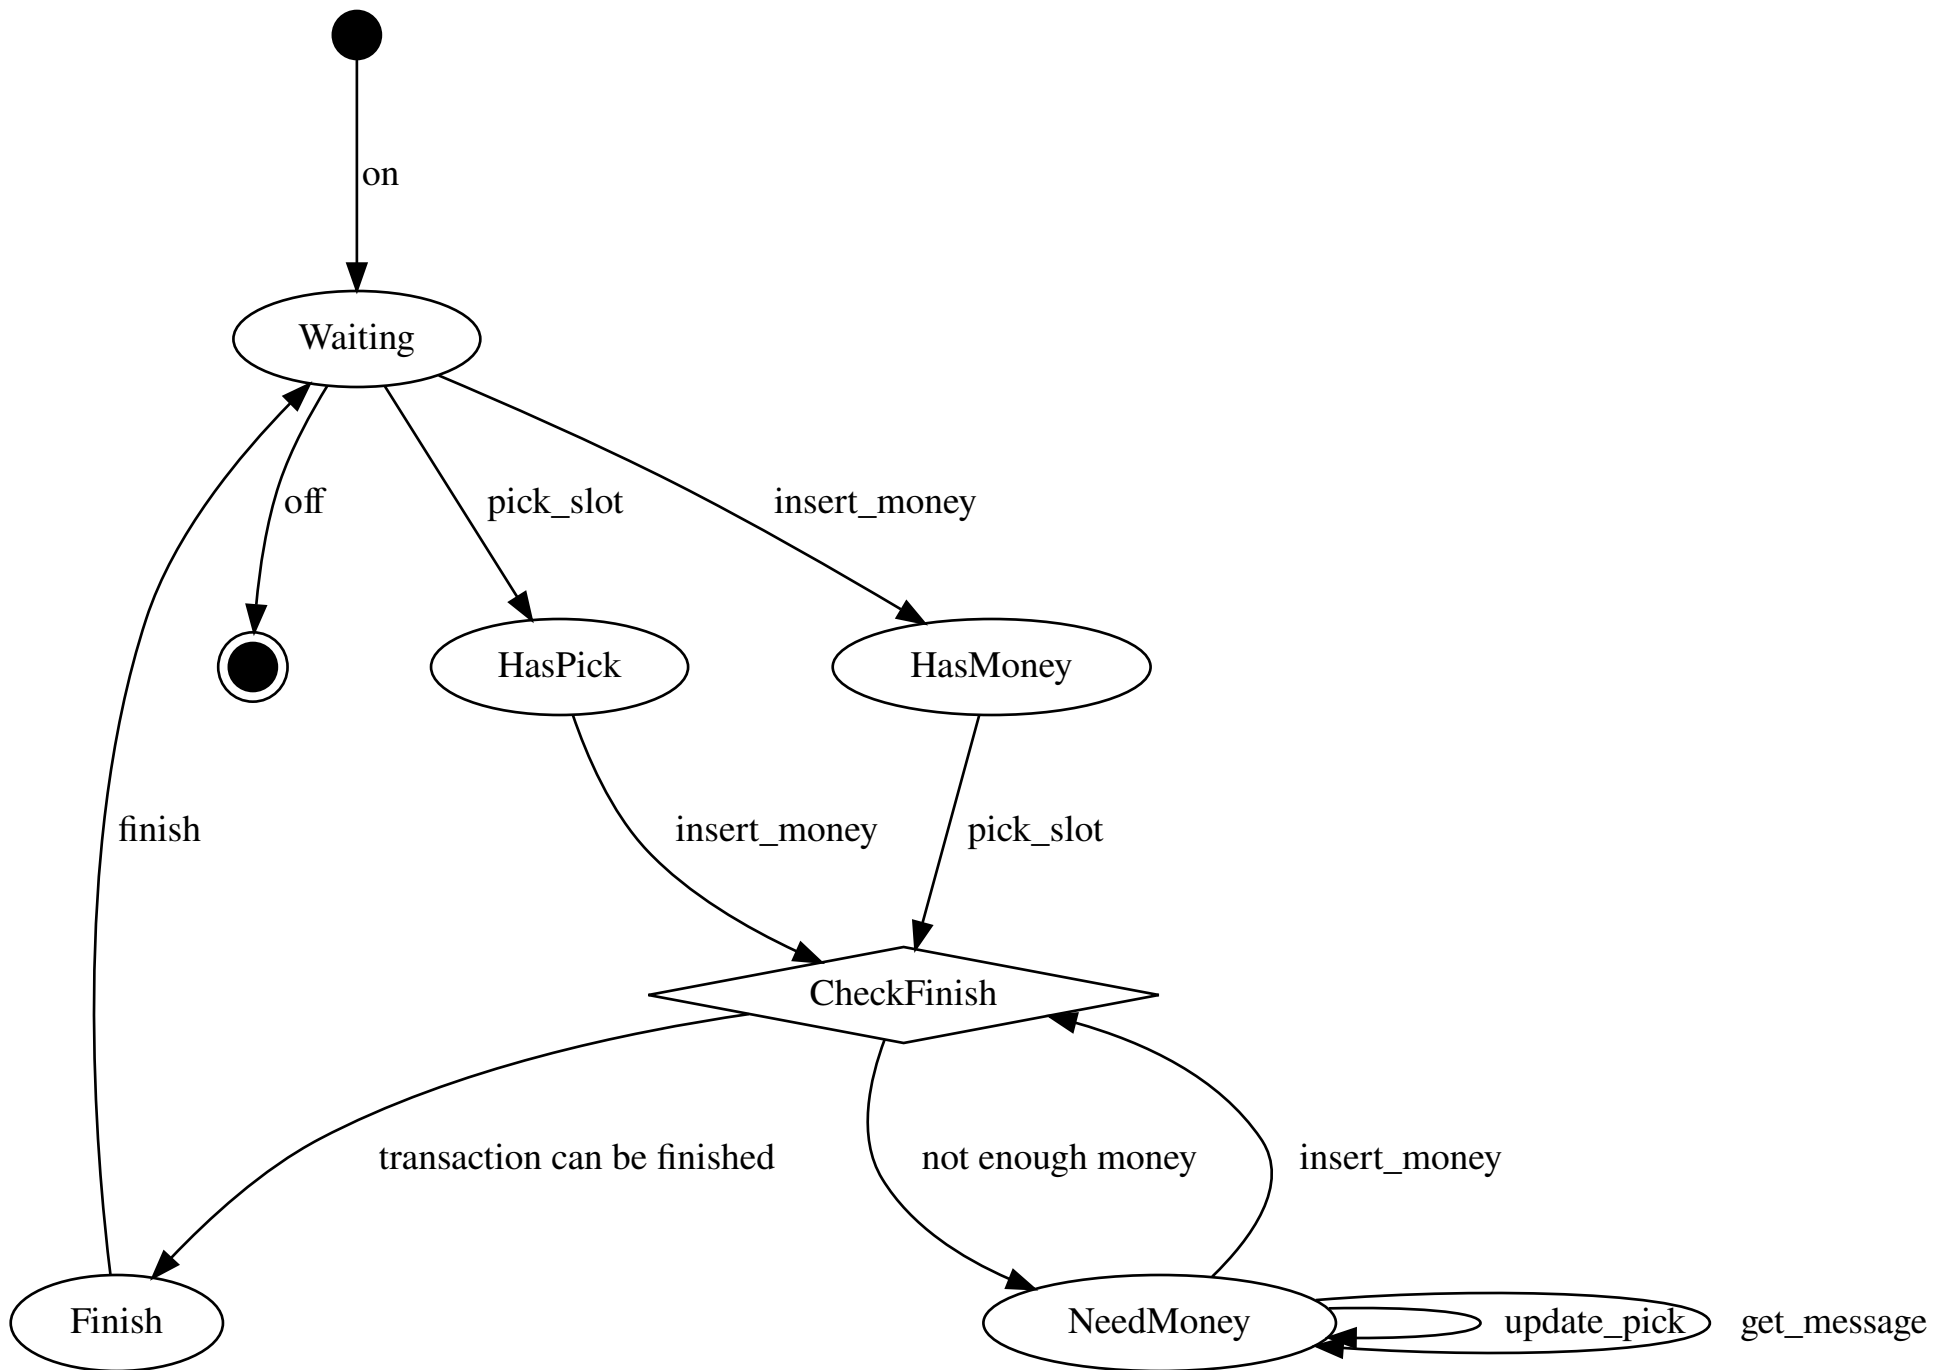 on
Waiting
off
pick_slot
insert_money
HasPick
HasMoney
finish
insert_money
pick_slot
CheckFinish
transaction can be finished
not enough money
insert_money
Finish
NeedMoney
update_pick
get_message